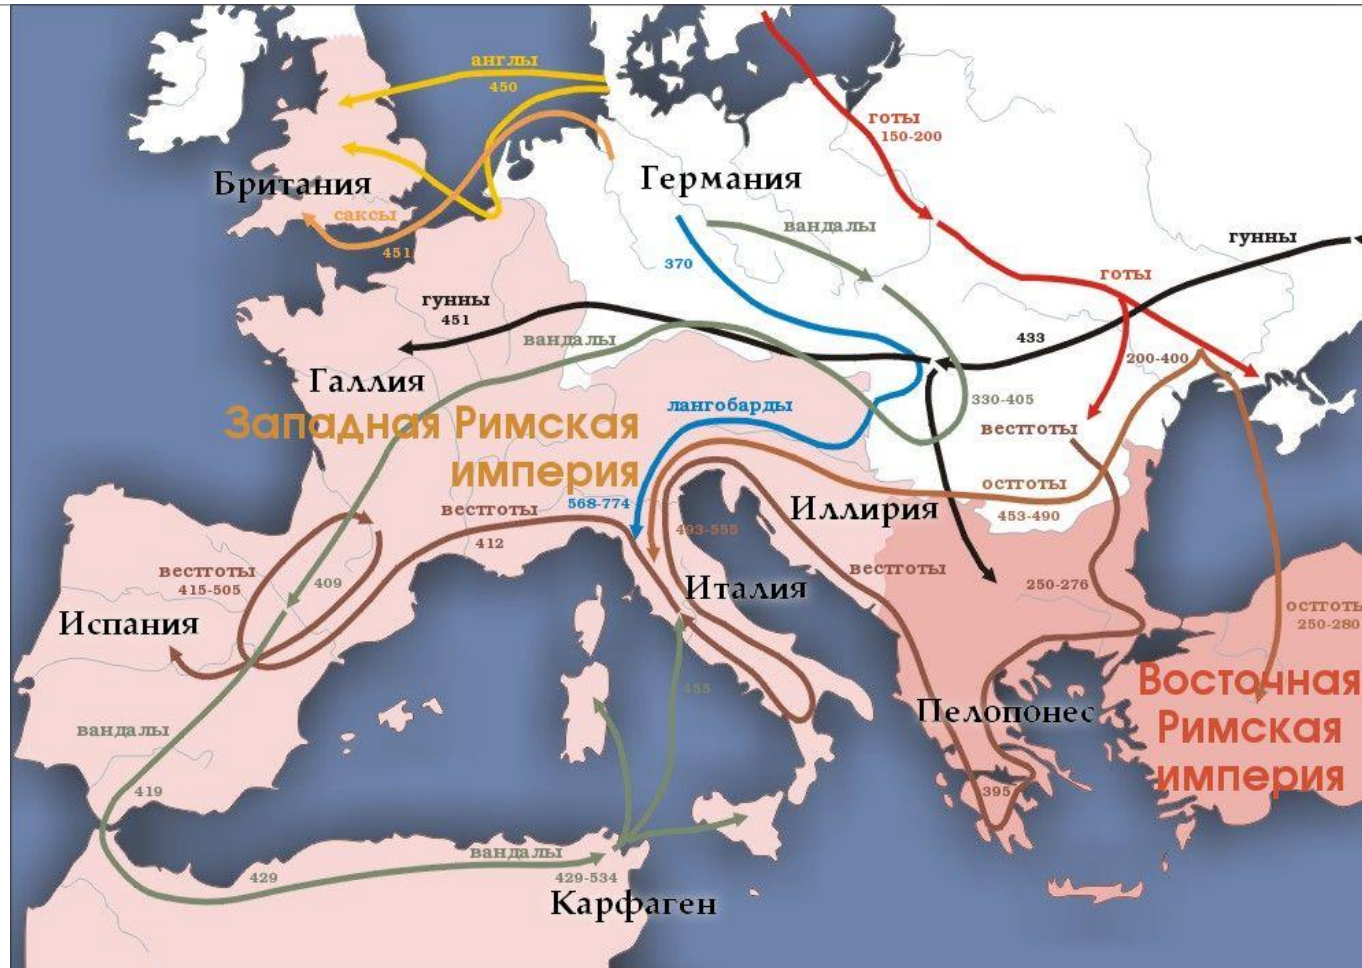 англы
450
готы
150-200
Британия
Германия
саксы
451
вандалы
гунны
370
готы
гунны
451
вандалы
433
200-400
Галлия
330-405
лангобарды
вестготы
Западная Римская
империя
568-774
остготы
453-490
вестготы
412
493-555
Иллирия
вестготы
415-505
409
вестготы
250-276
Италия
остготы
250-280
Испания
455
Восточная
Римская
империя
Пелопонес
вандалы
419
395
вандалы
429
429-534
Карфаген